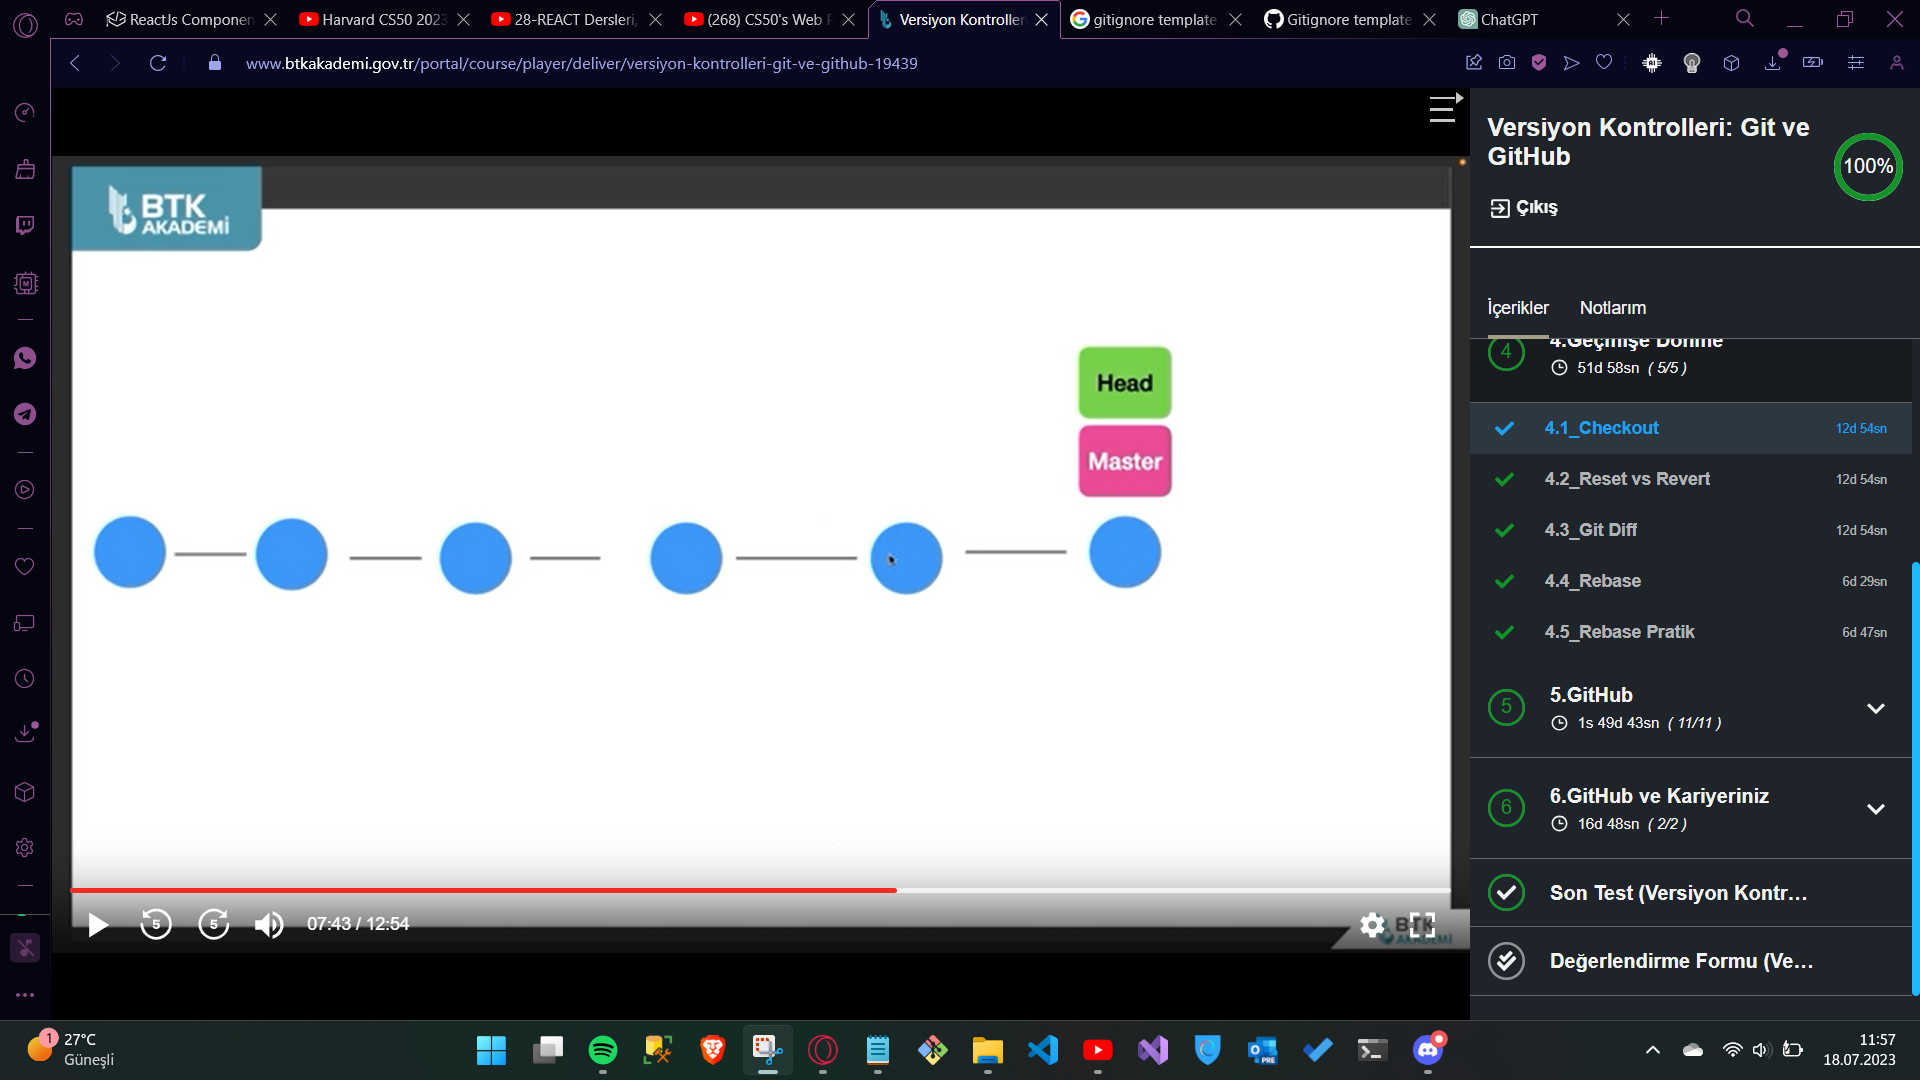 ReactJs Componen
Harvard CS50 2023
28-REACT Dersleri,
(268) CS50's Web P
Versiyon Kontroller
gitignore template
Gitignore template
ChatGPT
www.btkakademi.gov.tr/portal/course/player/deliver/versiyon-kontrolleri-git-ve-github-19439
BTK
AKADEMİ
Head
Master
07:43 / 12:54
BTK
AKADEMİ
Versiyon Kontrolleri: Git ve
GitHub
100%
Çıkış
İçerikler
Notlarım
4
4.Geçmişe Dönme
51d 58sn ( 5/5 )
4.1_Checkout
12d 54sn
4.2_Reset vs Revert
12d 54sn
4.3_Git Diff
12d 54sn
4.4_Rebase
6d 29sn
4.5_Rebase Pratik
6d 47sn
5
5.GitHub
1s 49d 43sn ( 11/11 )
6
6.GitHub ve Kariyeriniz
16d 48sn ( 2/2 )
Son Test (Versiyon Kontr...
Değerlendirme Formu (Ve...
1
27°C
Güneşli
PRE
11:57
18.07.2023